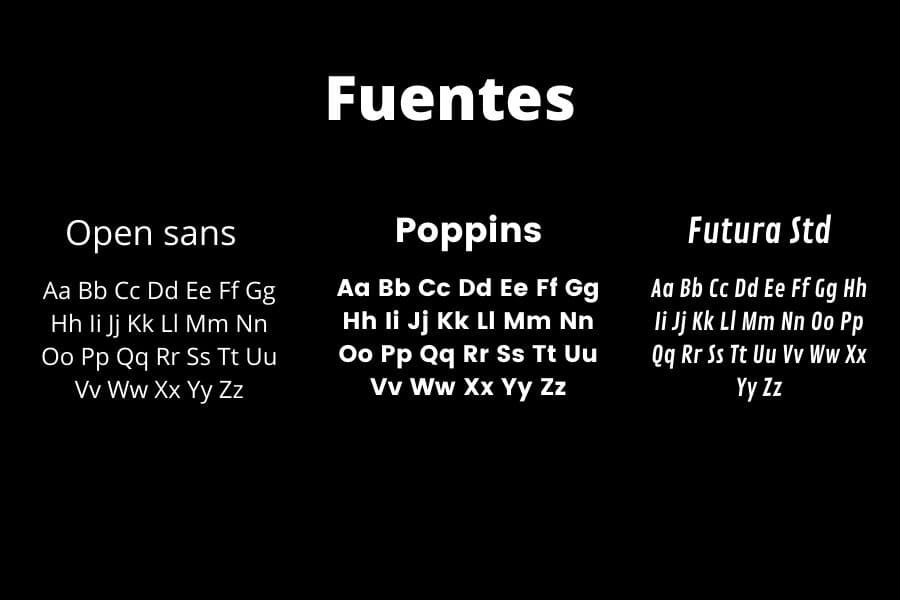 Fuentes
Open sans
Aa Bb Cc Dd Ee Ff Gg
Hh Ii Jj Kk Ll Mm Nn
Oo Pp Qq Rr Ss Tt Uu
Vv Ww Xx Yy Zz
Poppins
Aa Bb Cc Dd Ee Ff Gg
Hh Ii Jj Kk Ll Mm Nn
Oo Pp Qq Rr Ss Tt Uu
Vv Ww Xx Yy Zz
Futura Std
Aa Bb Cc Dd Ee Ff Gg Hh
Ii Jj Kk Ll Mm Nn Oo Pp
Qq Rr Ss Tt Uu Vv Ww Xx
Yy Zz